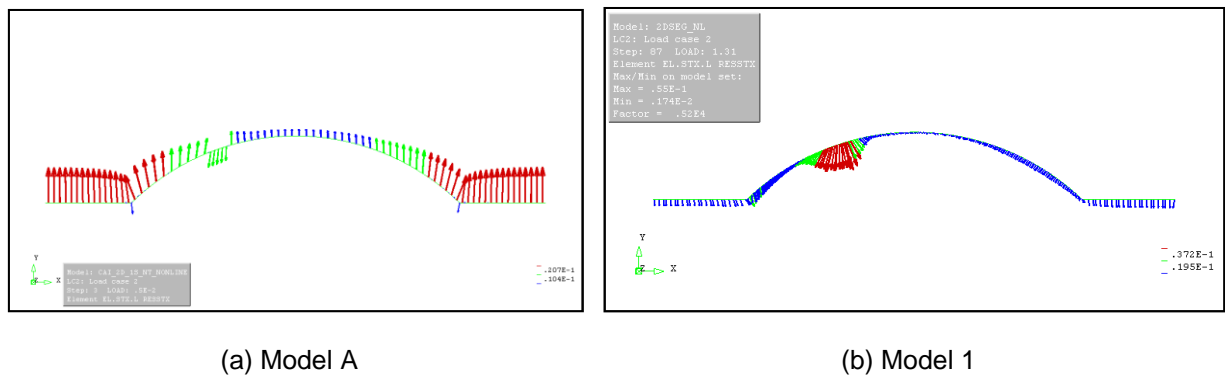 Model: CAI_2D_1S_NT_NONLINE
LC2: Load case 2
Step: 3 LOAD: .5E-2
Element EL.STX.L RESSTX
Y
Z X
.207E-1
.104E-1
(a) Model A
Model: 2DSEG_NL
LC2: Load case 2
Step: 87 LOAD: 1.31
Element EL.STX.L RESSTX
Max/Min on model set:
Max = .55E-1
Min = .174E-2
Factor = .52E4
Y
Z X
.372E-1
.195E-1
(b) Model 1